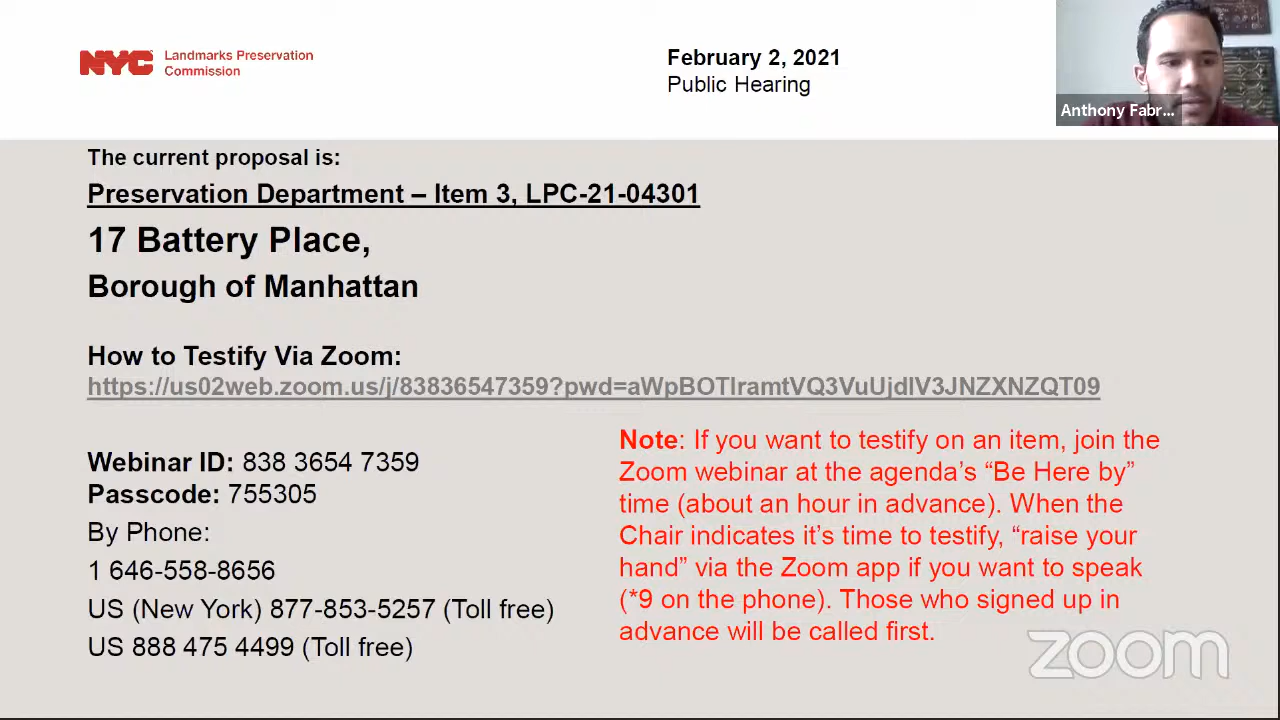 NYC Landmarks Preservation
Commission
February 2, 2021
Public Hearing
Anthony Fabr...
The current proposal is:
Preservation Department – Item 3, LPC-21-04301
17 Battery Place,
Borough of Manhattan
How to Testify Via Zoom:
https://us02web.zoom.us/j/83836547359?pwd=aWpBOTlramtVQ3VuUjdlV3JNZXNZQT09
Webinar ID: 838 3654 7359
Passcode: 755305
By Phone:
1 646-558-8656
US (New York) 877-853-5257 (Toll free)
US 888 475 4499 (Toll free)
Note: If you want to testify on an item, join the
Zoom webinar at the agenda’s “Be Here by”
time (about an hour in advance). When the
Chair indicates it’s time to testify, “raise your
hand” via the Zoom app if you want to speak
(*9 on the phone). Those who signed up in
advance will be called first.
zoom